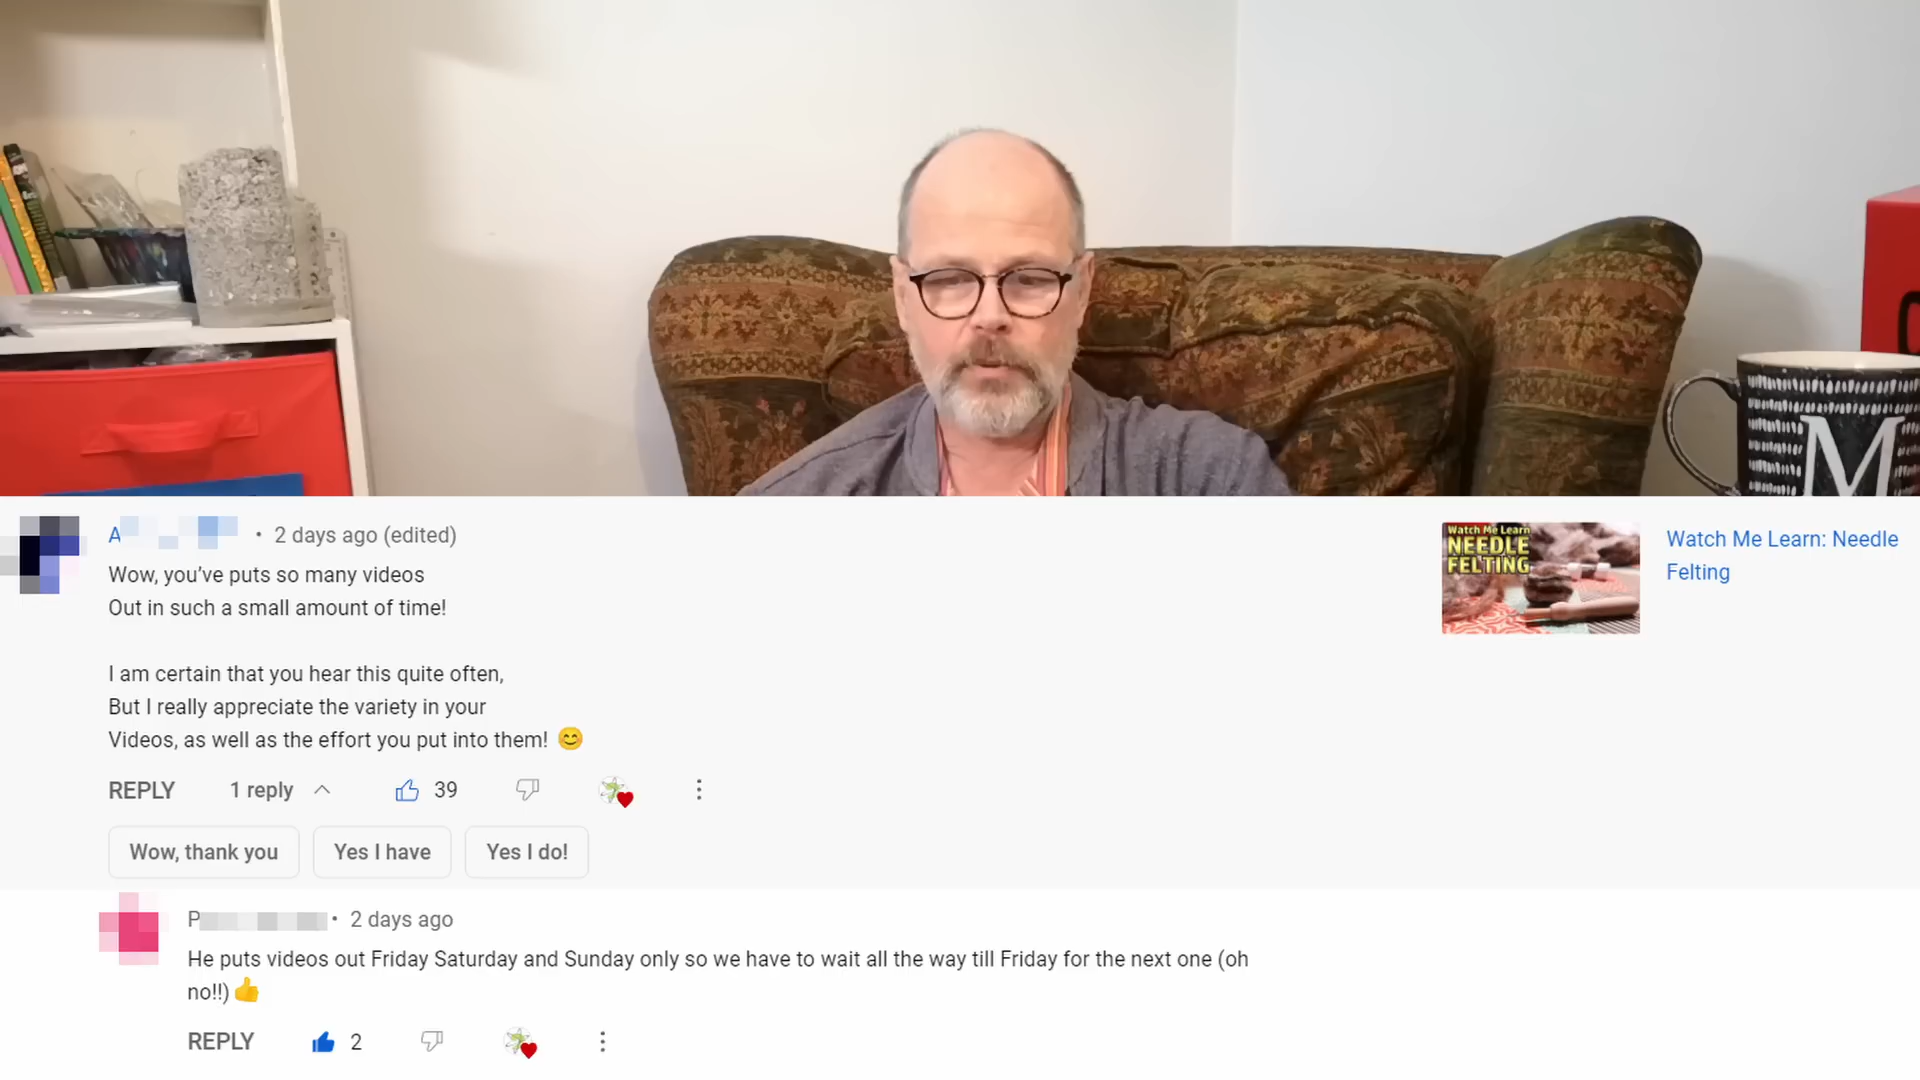 M
A
• 2 days ago (edited)
Wow, you’ve puts so many videos
Out in such a small amount of time!
I am certain that you hear this quite often,
But I really appreciate the variety in your
Videos, as well as the effort you put into them! 😊
REPLY 1 reply 39
Wow, thank you Yes I have Yes I do!
Watch Me Learn
NEEDLE
FELTING
Watch Me Learn: Needle
Felting
P • 2 days ago
He puts videos out Friday Saturday and Sunday only so we have to wait all the way till Friday for the next one (oh
no!!) 👍
REPLY 2